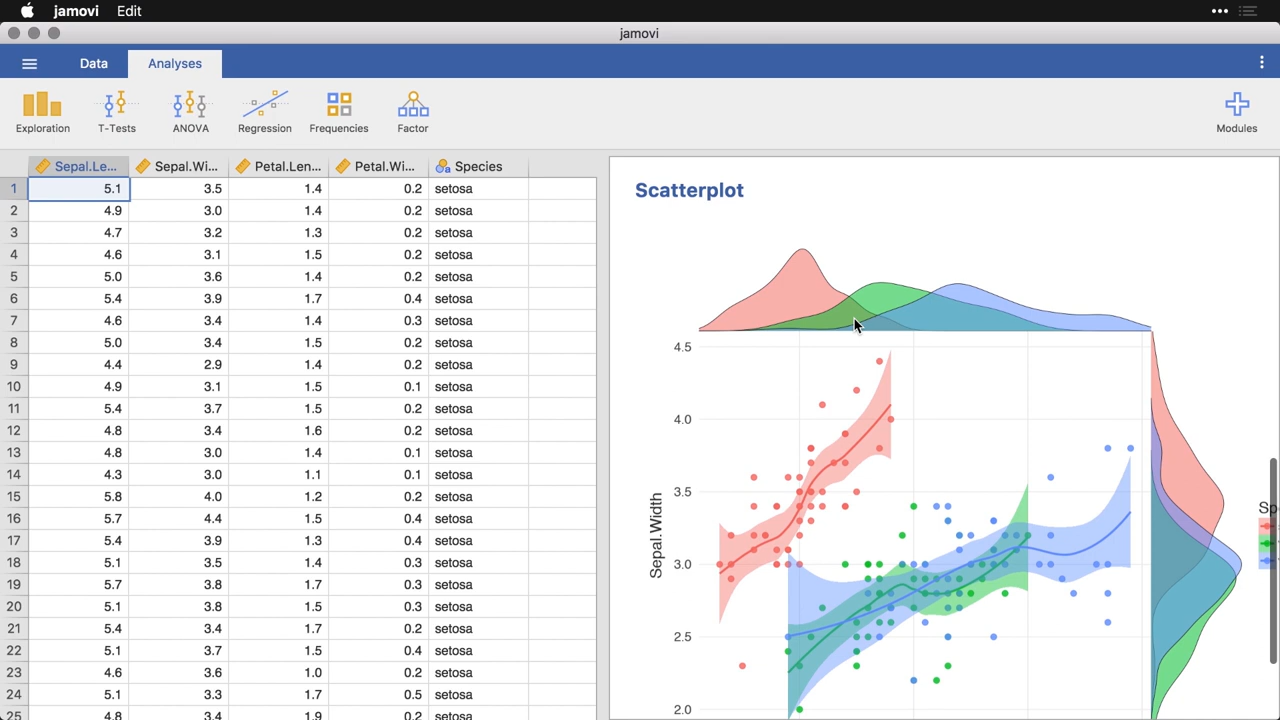 jamovi Edit
jamovi
Data Analyses
Exploration T-Tests ANOVA Regression Frequencies Factor Modules
Sepal.Le... Sepal.Wi... Petal.Len... Petal.Wi... Species
1 5.1 3.5 1.4 0.2 setosa
2 4.9 3.0 1.4 0.2 setosa
3 4.7 3.2 1.3 0.2 setosa
4 4.6 3.1 1.5 0.2 setosa
5 5.0 3.6 1.4 0.2 setosa
6 5.4 3.9 1.7 0.4 setosa
7 4.6 3.4 1.4 0.3 setosa
8 5.0 3.4 1.5 0.2 setosa
9 4.4 2.9 1.4 0.2 setosa
10 4.9 3.1 1.5 0.1 setosa
11 5.4 3.7 1.5 0.2 setosa
12 4.8 3.4 1.6 0.2 setosa
13 4.8 3.0 1.4 0.1 setosa
14 4.3 3.0 1.1 0.1 setosa
15 5.8 4.0 1.2 0.2 setosa
16 5.7 4.4 1.5 0.4 setosa
17 5.4 3.9 1.3 0.4 setosa
18 5.1 3.5 1.4 0.3 setosa
19 5.7 3.8 1.7 0.3 setosa
20 5.1 3.8 1.5 0.3 setosa
21 5.4 3.4 1.7 0.2 setosa
22 5.1 3.7 1.5 0.4 setosa
23 4.6 3.6 1.0 0.2 setosa
24 5.1 3.3 1.7 0.5 setosa
25 4.8 3.4 1.9 0.2 setosa
Scatterplot
4.5
4.0
3.5
3.0
2.5
2.0
Sepal.Width
Sp